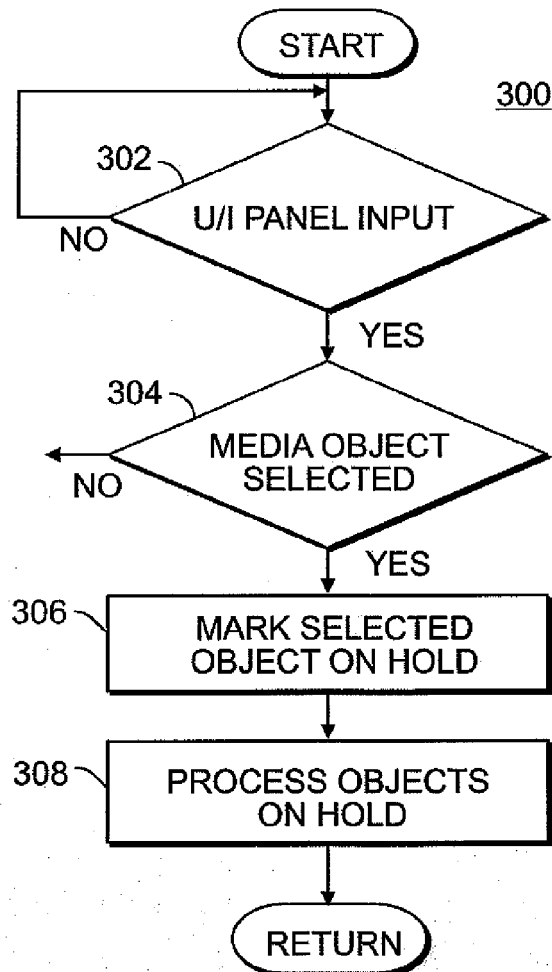 START
300
302
U/I PANEL INPUT
NO
YES
304
MEDIA OBJECT
SELECTED
NO
YES
306
MARK SELECTED
OBJECT ON HOLD
308
PROCESS OBJECTS
ON HOLD
RETURN